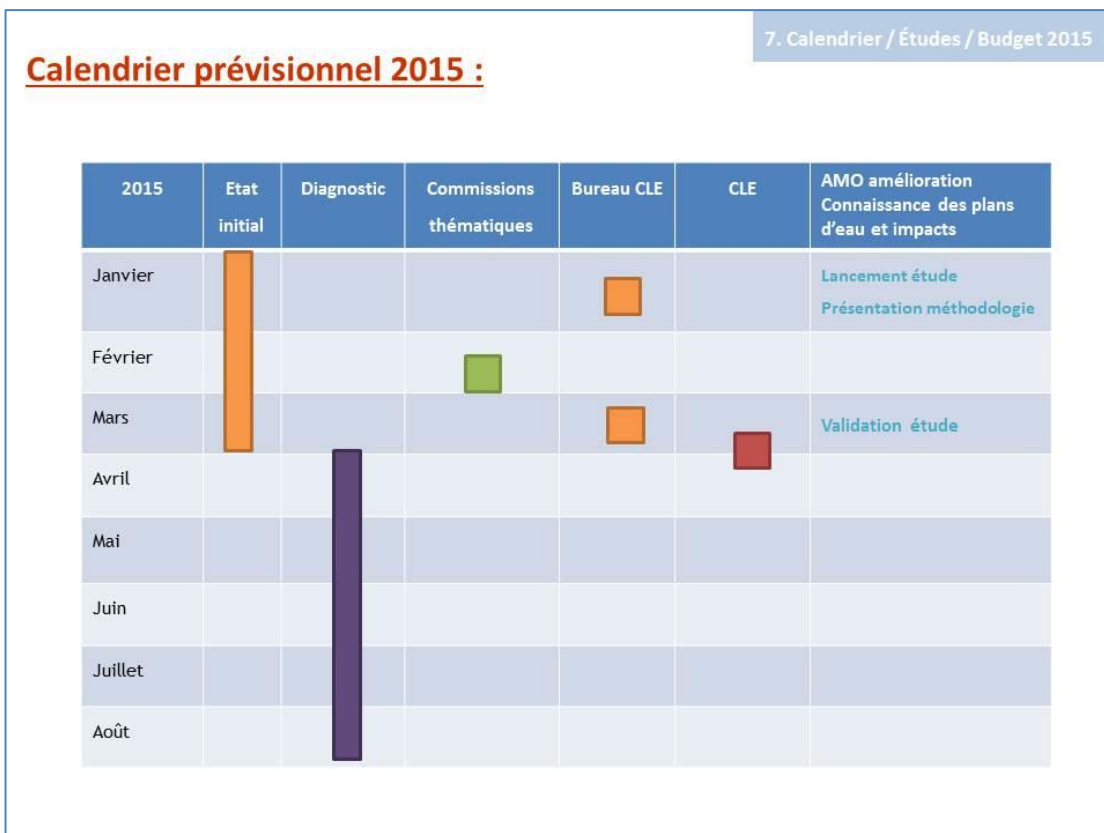 7. Calendrier / Études / Budget 2015
Calendrier prévisionnel 2015 :
2015
Etat
initial
Diagnostic
Commissions
thématiques
Bureau CLE
CLE
AMO amélioration
Connaissance des plans
d'eau et impacts
Janvier
Lancement étude
Présentation méthodologie
Février
Mars
Validation étude
Avril
Mai
Juin
Juillet
Août